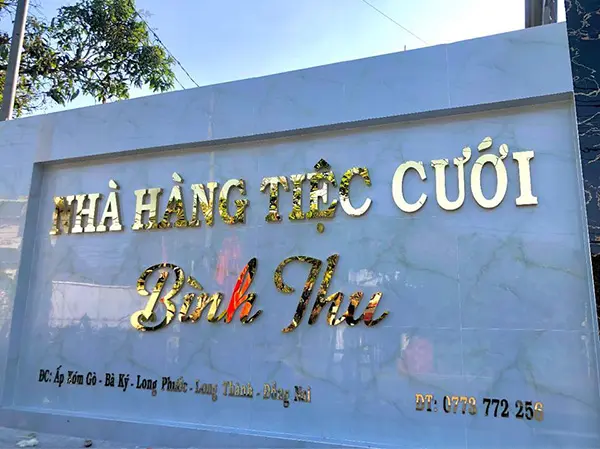 NHÀ HÀNG TIỆC CƯỚI
Bình Thu
ĐC: Ấp Xóm Gò - Bà Ký - Long Phước - Long Thành - Đồng Nai
ĐT: 0773 772 256